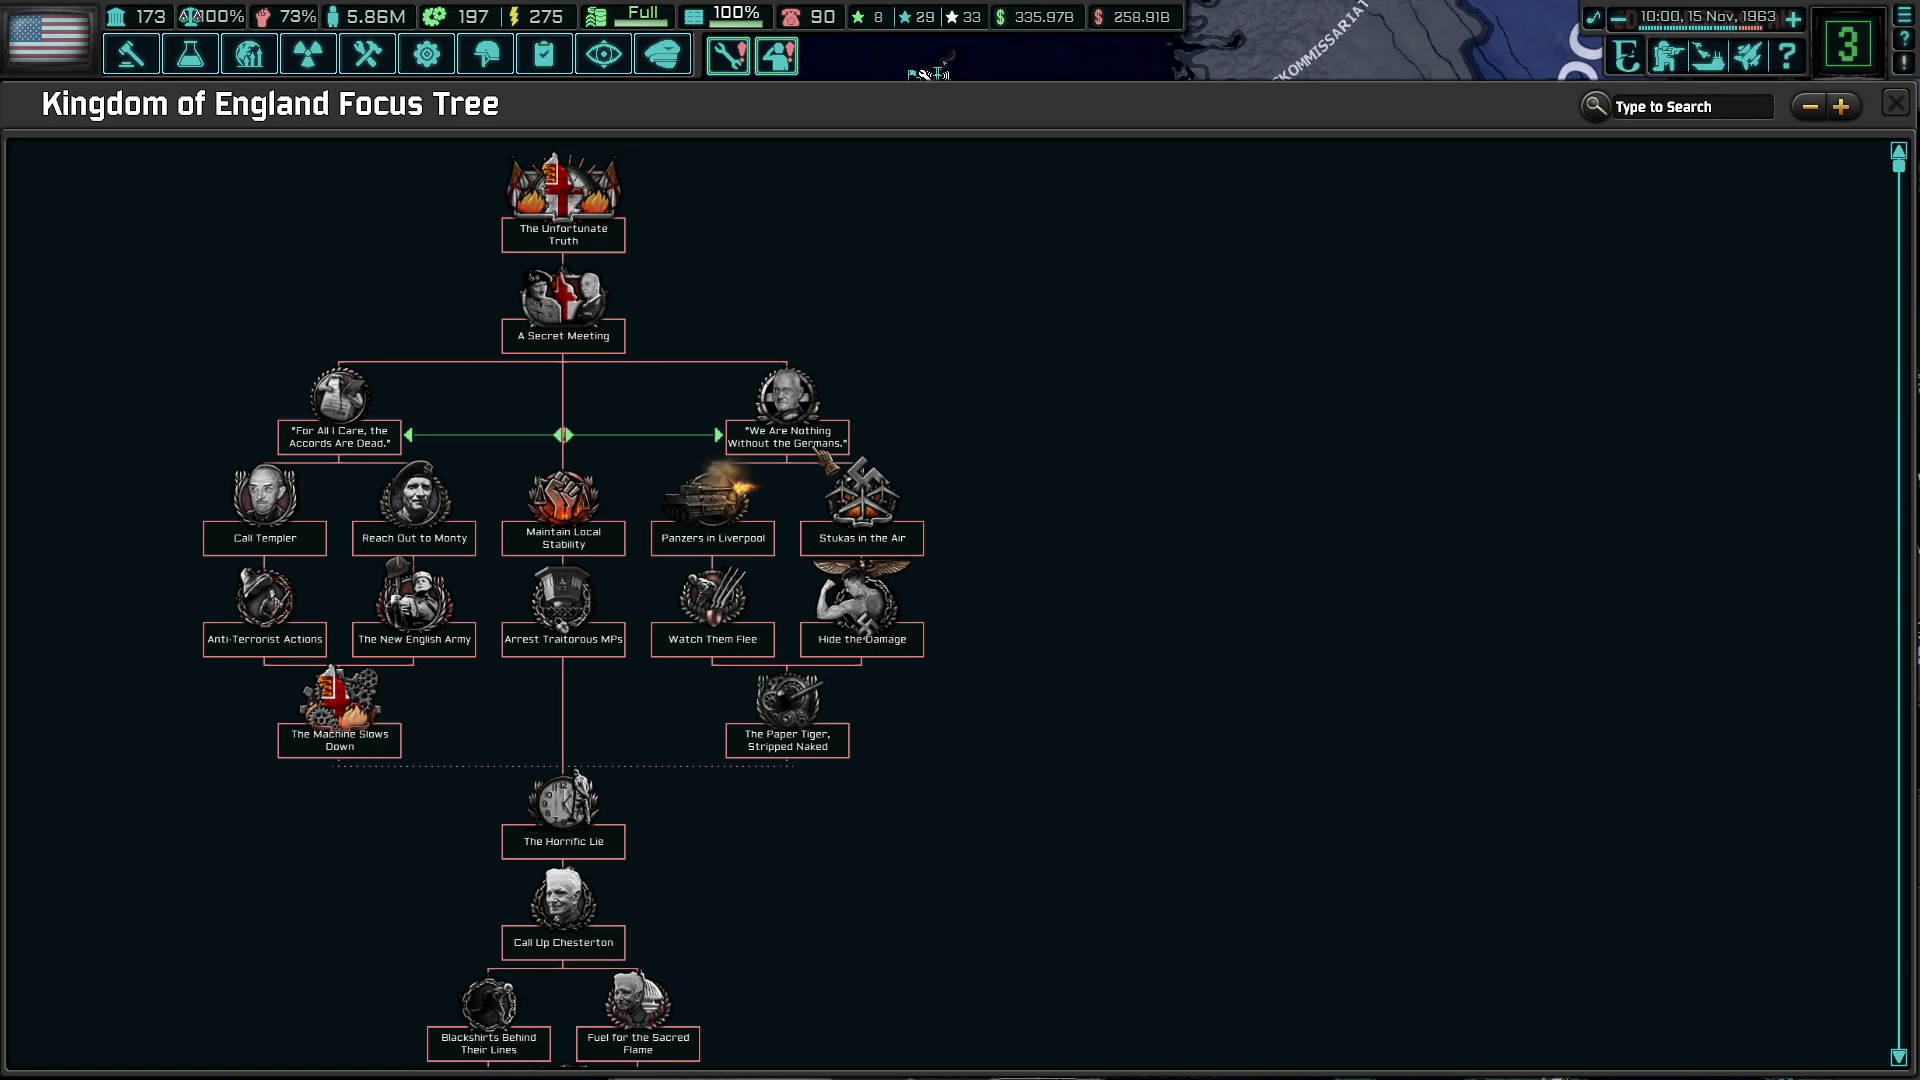 173
100%
73%
5.86M
197
275
Full
100%
90
8
29
33
$ 335.97B
$ 258.91B
10:00, 15 Nov, 1963
3
KOMMISSARIAT
Kingdom of England Focus Tree
Type to Search
The Unfortunate
Truth
A Secret Meeting
"For All I Care, the
Accords Are Dead."
"We Are Nothing
Without the Germans."
Call Templer
Reach Out to Monty
Maintain Local
Stability
Panzers in Liverpool
Stukas in the Air
Anti-Terrorist Actions
The New English Army
Arrest Traitorous MPs
Watch Them Flee
Hide the Damage
The Machine Slows
Down
The Paper Tiger,
Stripped Naked
The Horrific Lie
Call Up Chesterton
Blackshirts Behind
Their Lines
Fuel for the Sacred
Flame